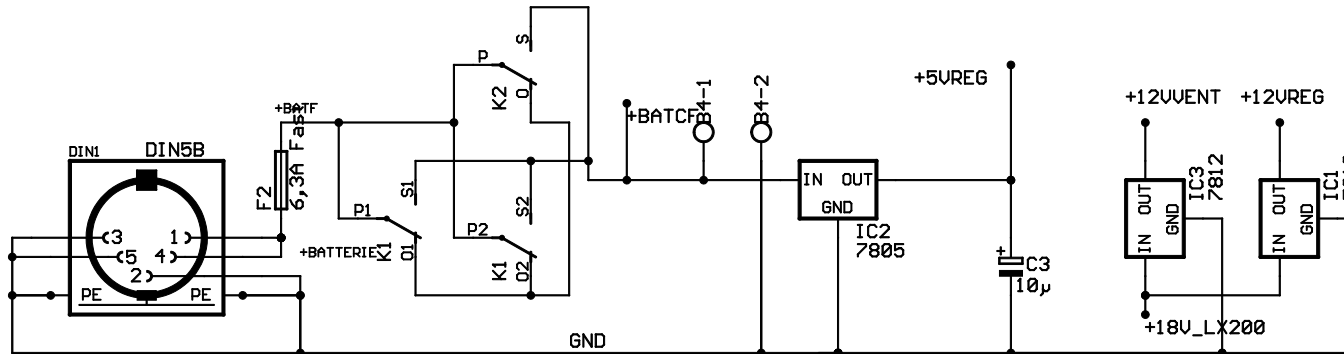 DIN1
DIN5B
3
1
5
4
2
PE
PE
+BATF
F2
6,3A Fast
+BATTERIE
P1
K1
S1
O1
P
K2
S
O
P2
K1
S2
O2
+BATCF
B4-1
B4-2
IN OUT
GND
IC2
7805
+5VREG
+
C3
10µ
+12VVENT
+12VREG
OUT
GND
IN
IC3
7812
OUT
GND
IN
IC1
+18V_LX200
GND